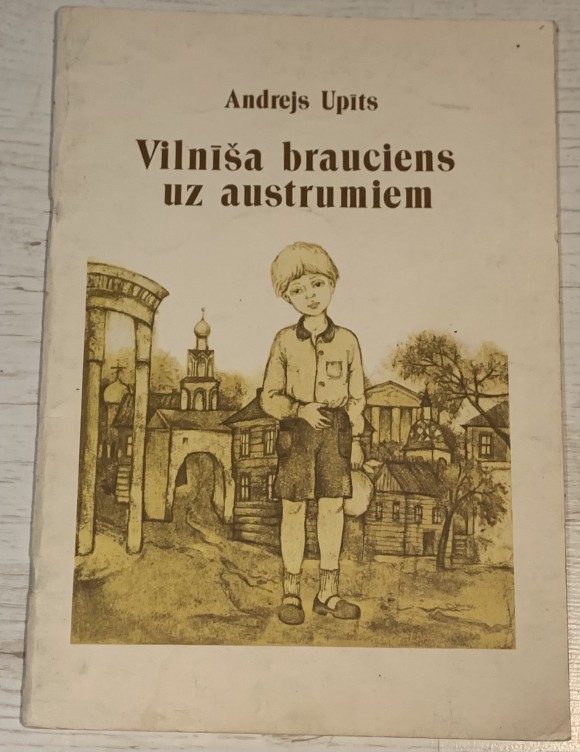 Andrejs Upīts
Vilnīša brauciens
uz austrumiem